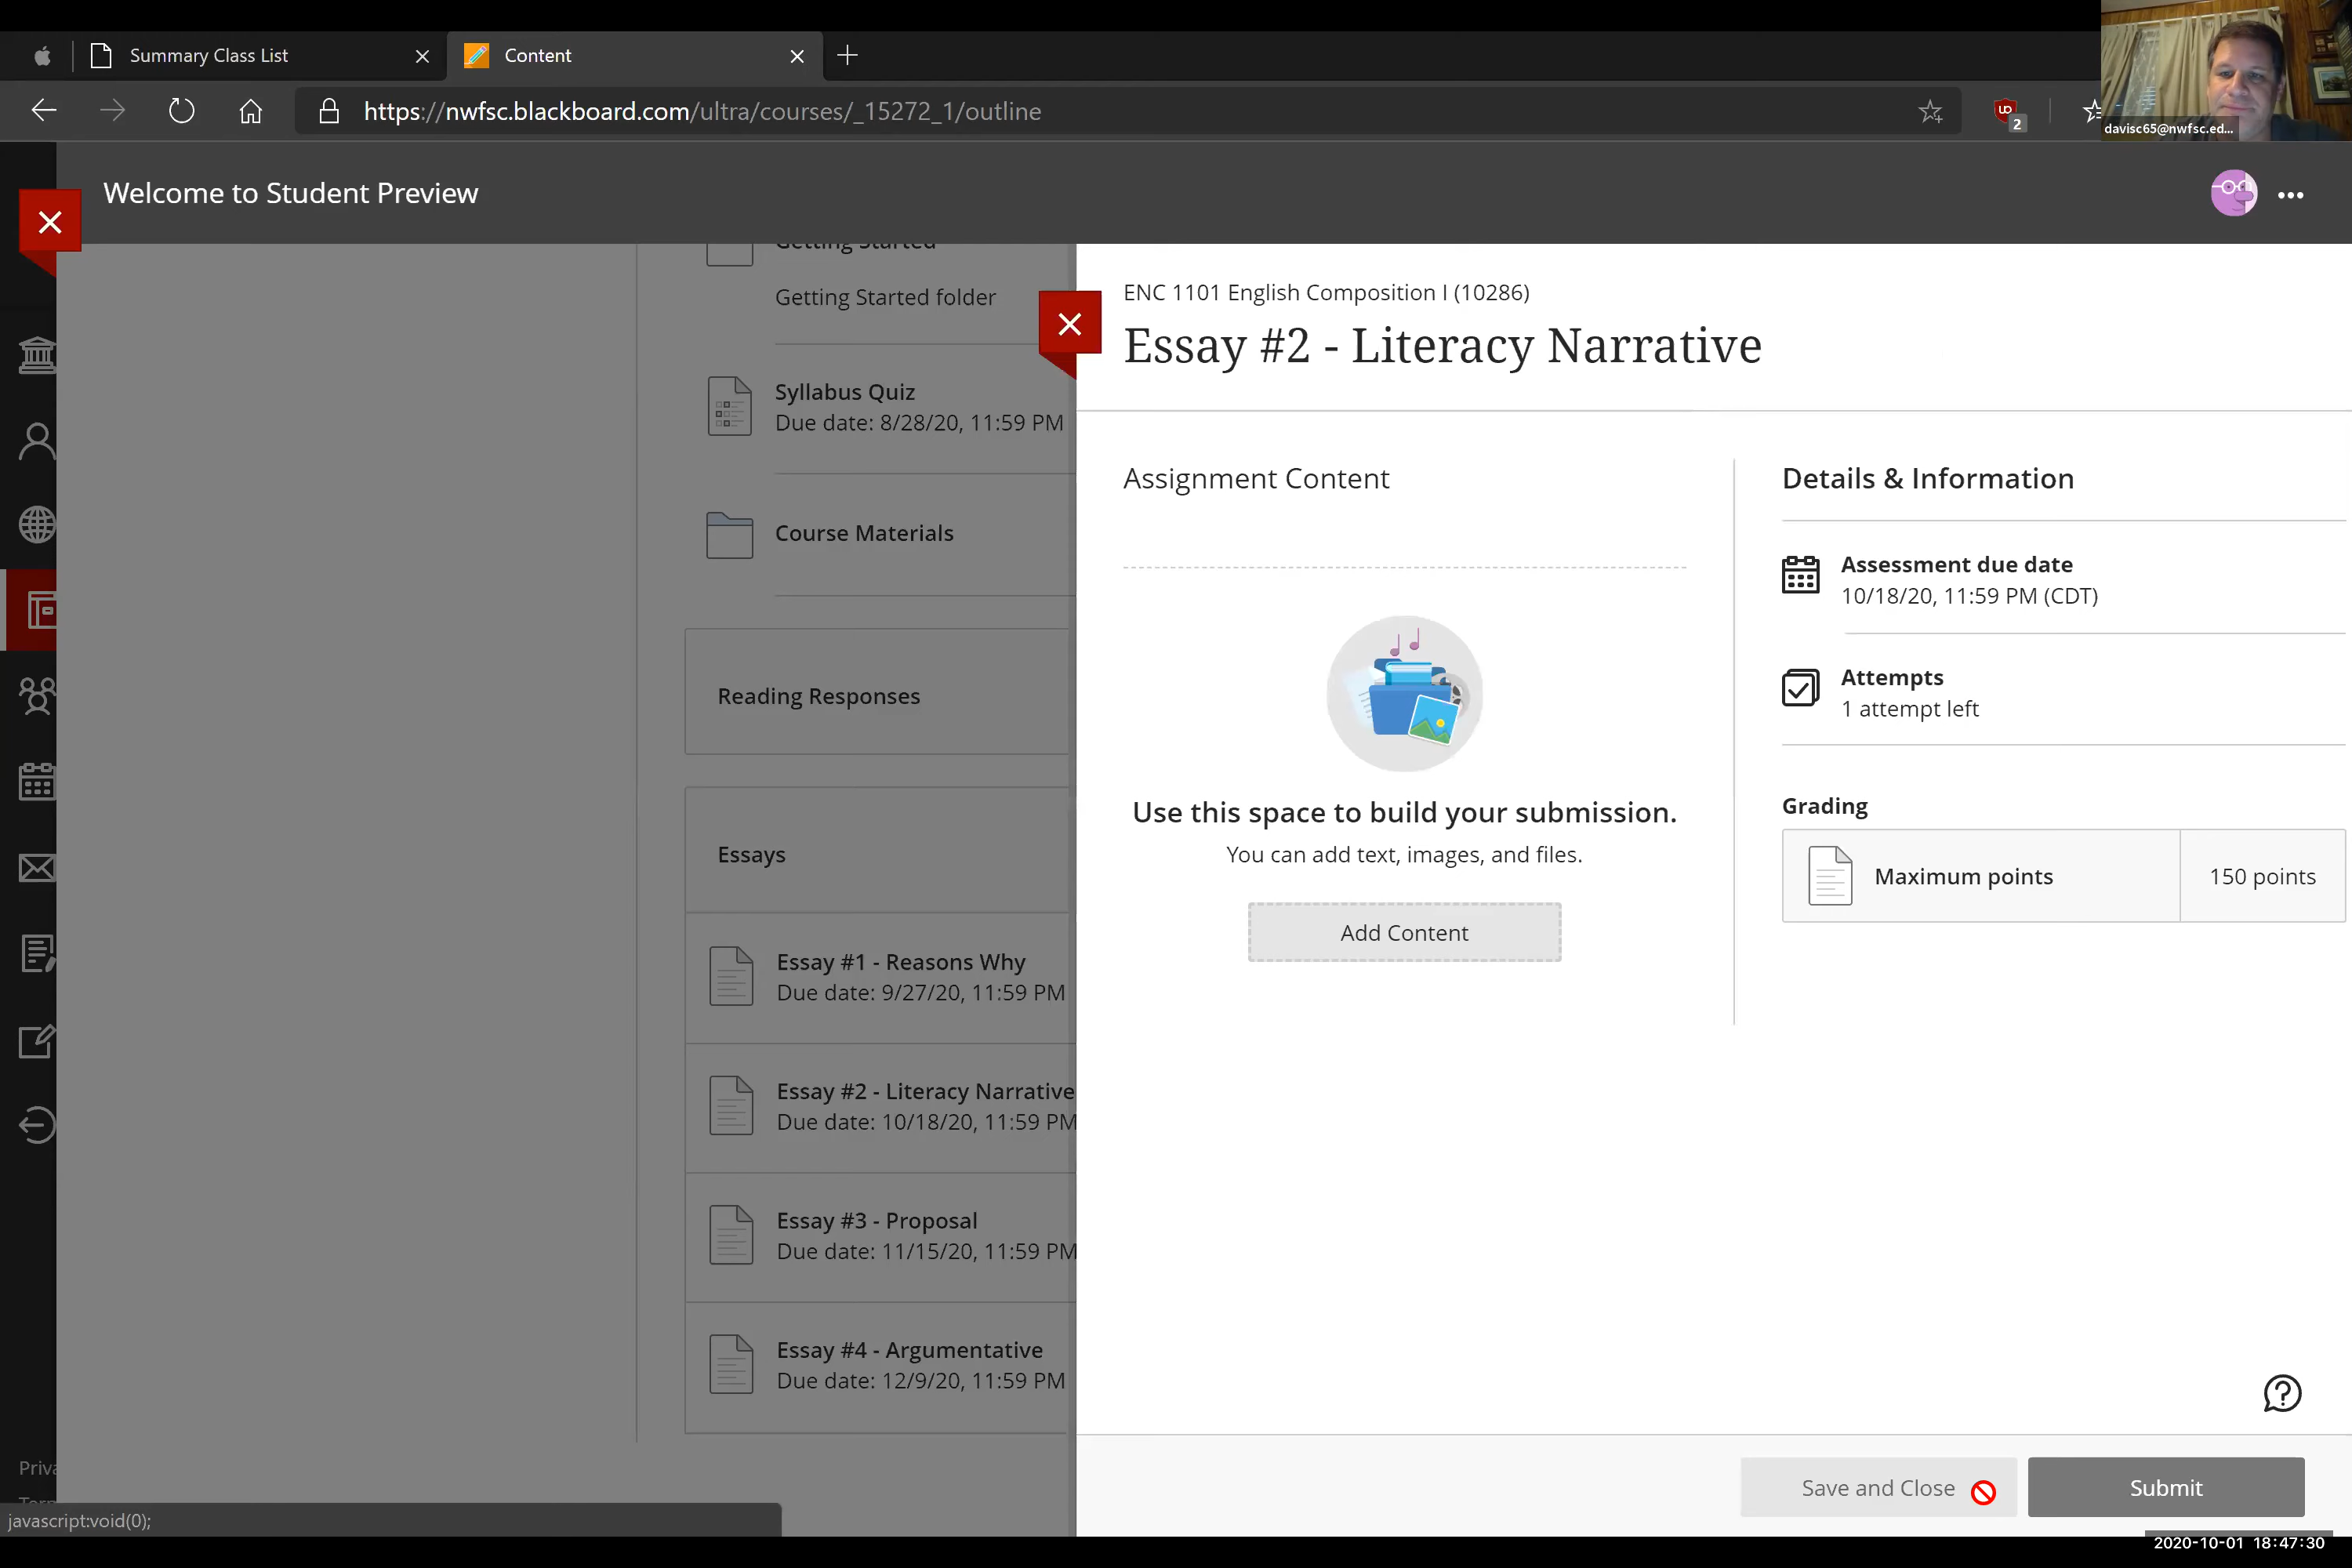 Summary Class List
Content
https://nwfsc.blackboard.com/ultra/courses/_15272_1/outline
2
davisc65@nwfsc.ed...
Welcome to Student Preview
Getting Started
Getting Started folder
Syllabus Quiz
Due date: 8/28/20, 11:59 PM
Course Materials
Reading Responses
Essays
Essay #1 - Reasons Why
Due date: 9/27/20, 11:59 PM
Essay #2 - Literacy Narrative
Due date: 10/18/20, 11:59 PM
Essay #3 - Proposal
Due date: 11/15/20, 11:59 PM
Essay #4 - Argumentative
Due date: 12/9/20, 11:59 PM
ENC 1101 English Composition I (10286)
Essay #2 - Literacy Narrative
Assignment Content
Use this space to build your submission.
You can add text, images, and files.
Add Content
Details & Information
Assessment due date
10/18/20, 11:59 PM (CDT)
Attempts
1 attempt left
Grading
Maximum points
150 points
Save and Close
Submit
Priva
javascript:void(0);
2020-10-01 18:47:30